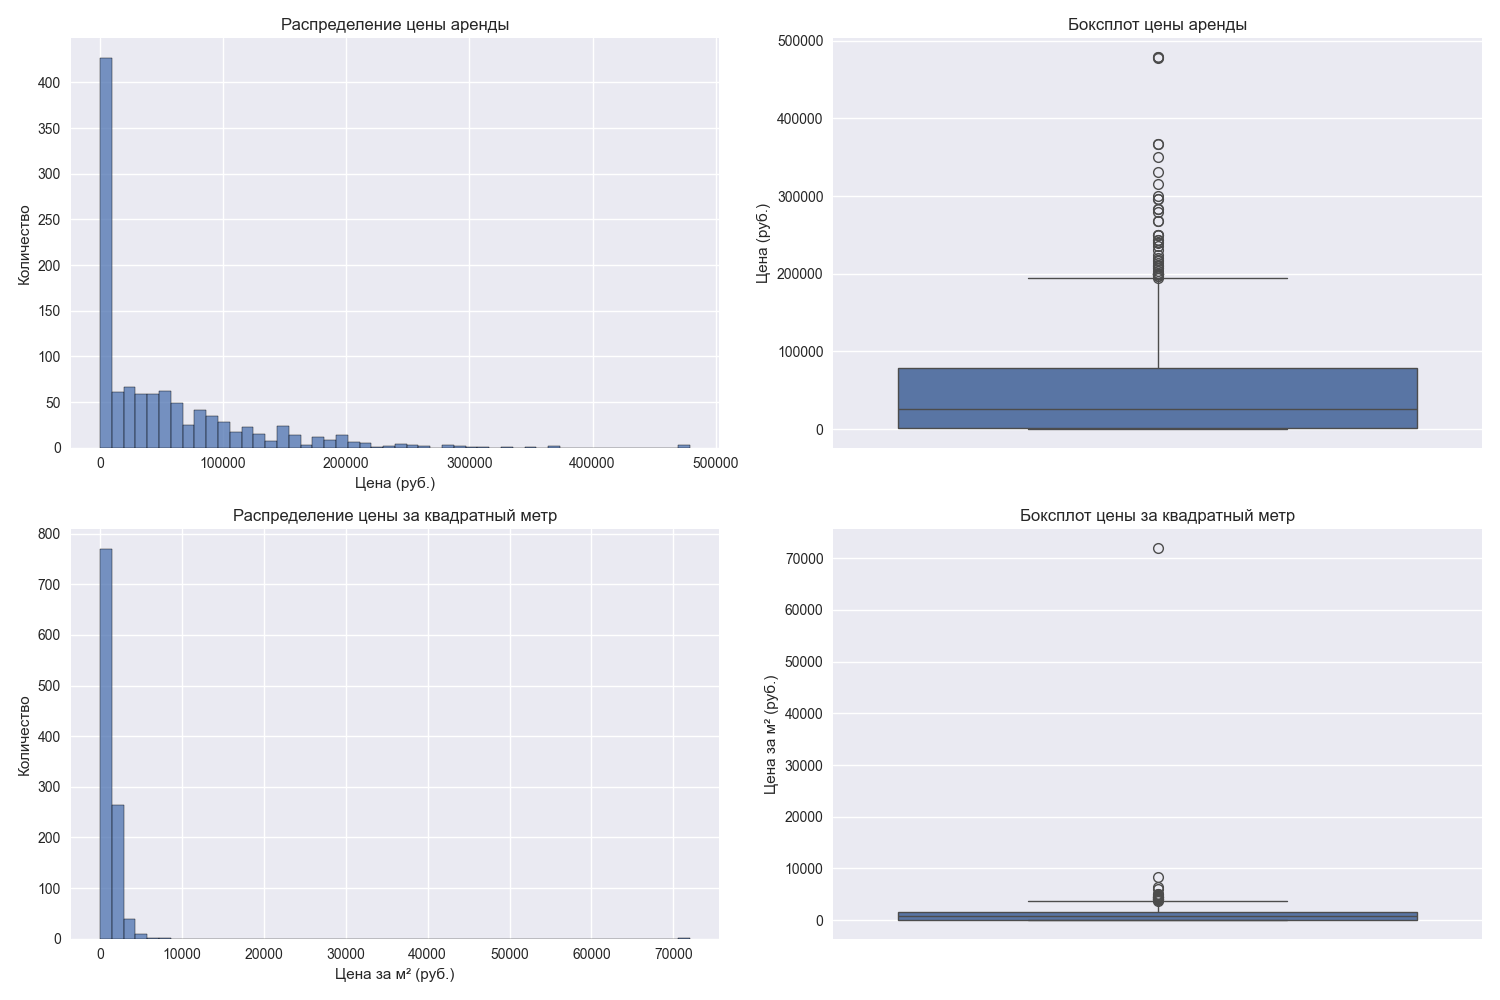 Распределение цены аренды
400
350
300
250
200
150
100
50
0
Количество
0 100000 200000 300000 400000 500000
Цена (руб.)
Боксплот цены аренды
500000
400000
300000
200000
100000
0
Цена (руб.)
Распределение цены за квадратный метр
800
700
600
500
400
300
200
100
0
Количество
0 10000 20000 30000 40000 50000 60000 70000
Цена за м² (руб.)
Боксплот цены за квадратный метр
70000
60000
50000
40000
30000
20000
10000
0
Цена за м² (руб.)